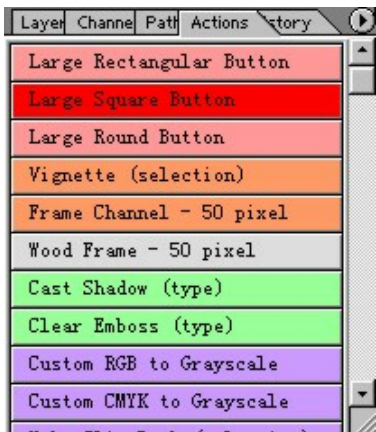 Layer Channe Path Actions story
Large Rectangular Button
Large Square Button
Large Round Button
Vignette (selection)
Frame Channel - 50 pixel
Wood Frame - 50 pixel
Cast Shadow (type)
Clear Emboss (type)
Custom RGB to Grayscale
Custom CMYK to Grayscale